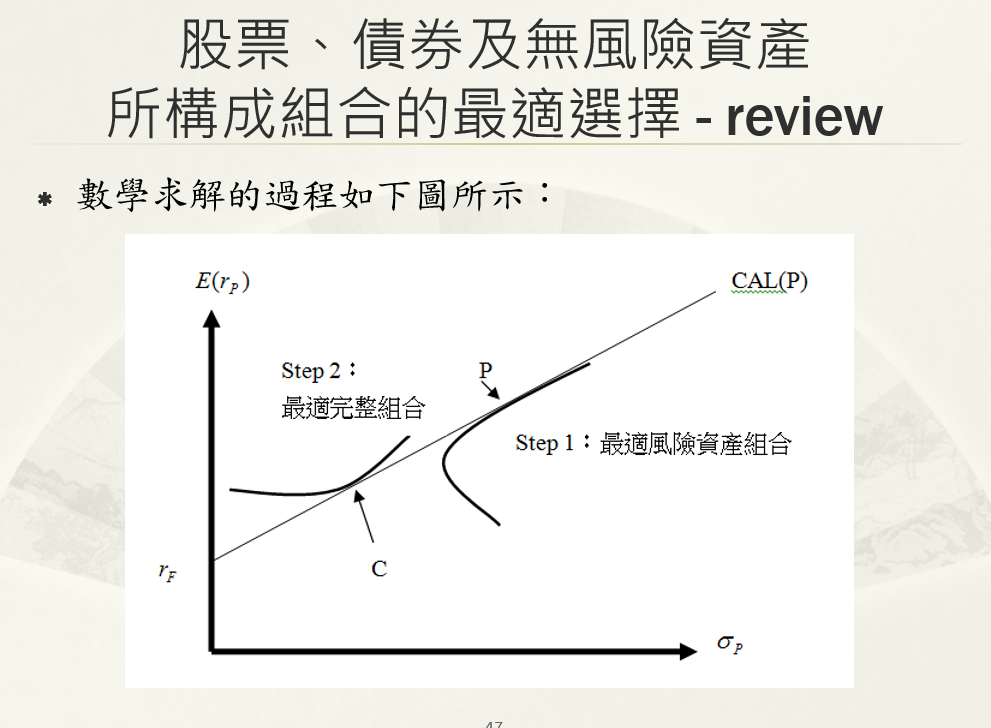 股票、債券及無風險資產
所構成組合的最適選擇 - review
* 數學求解的過程如下圖所示：
E(r_P)
CAL(P)
Step 2：
最適完整組合
P
Step 1：最適風險資產組合
C
r_F
σ_P
47